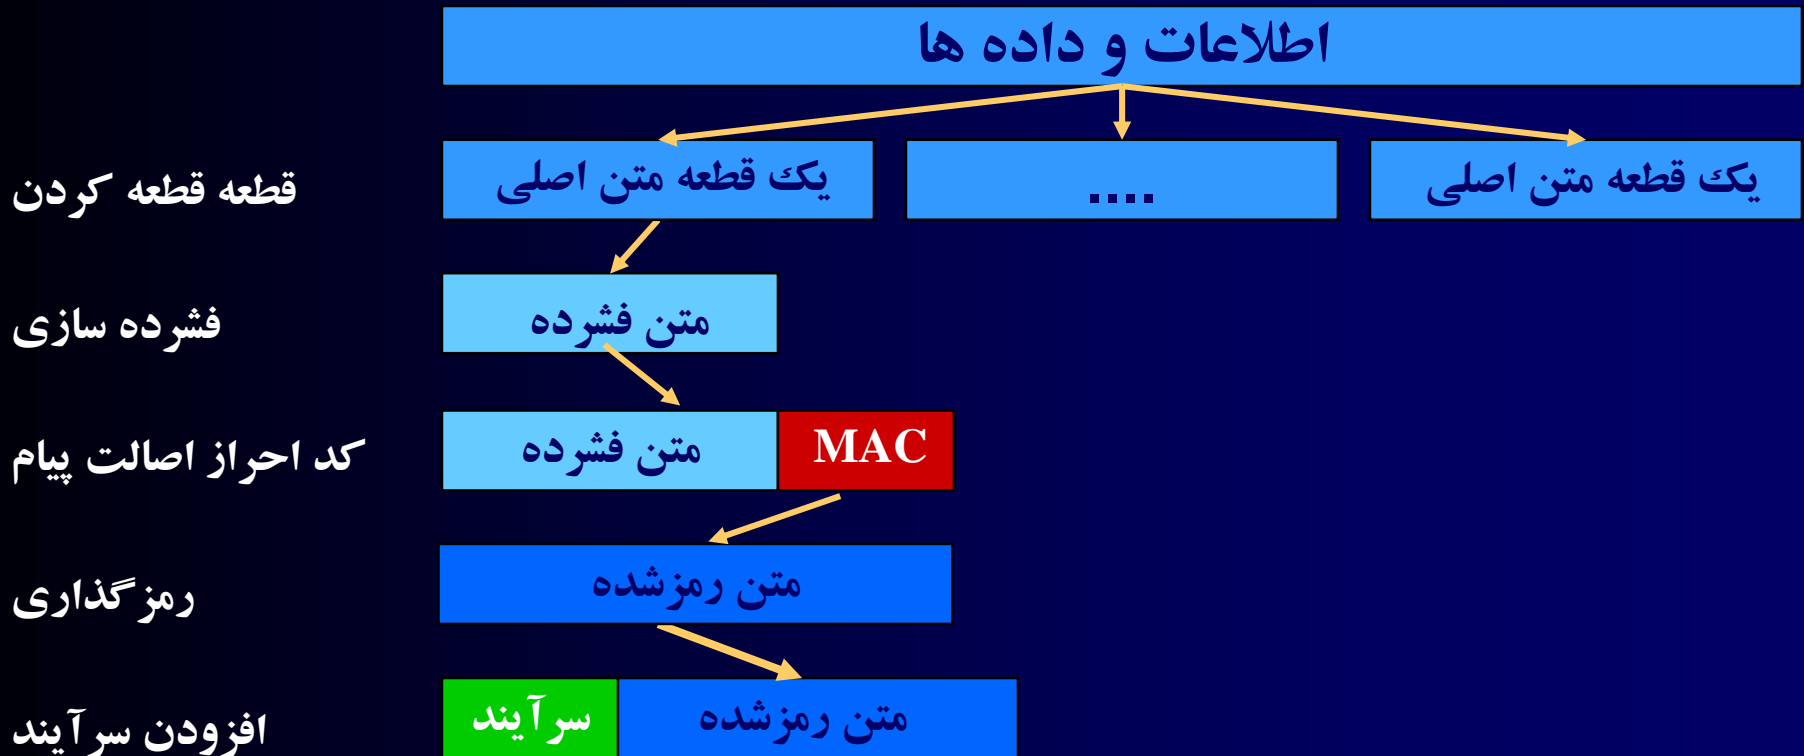 اطلاعات و داده ها
قطعه قطعه کردن
یک قطعه متن اصلی
....
یک قطعه متن اصلی
فشرده سازی
متن فشرده
کد احراز اصالت پیام
متن فشرده
MAC
رمزگذاری
متن رمزشده
افزودن سرآیند
سرآیند
متن رمزشده